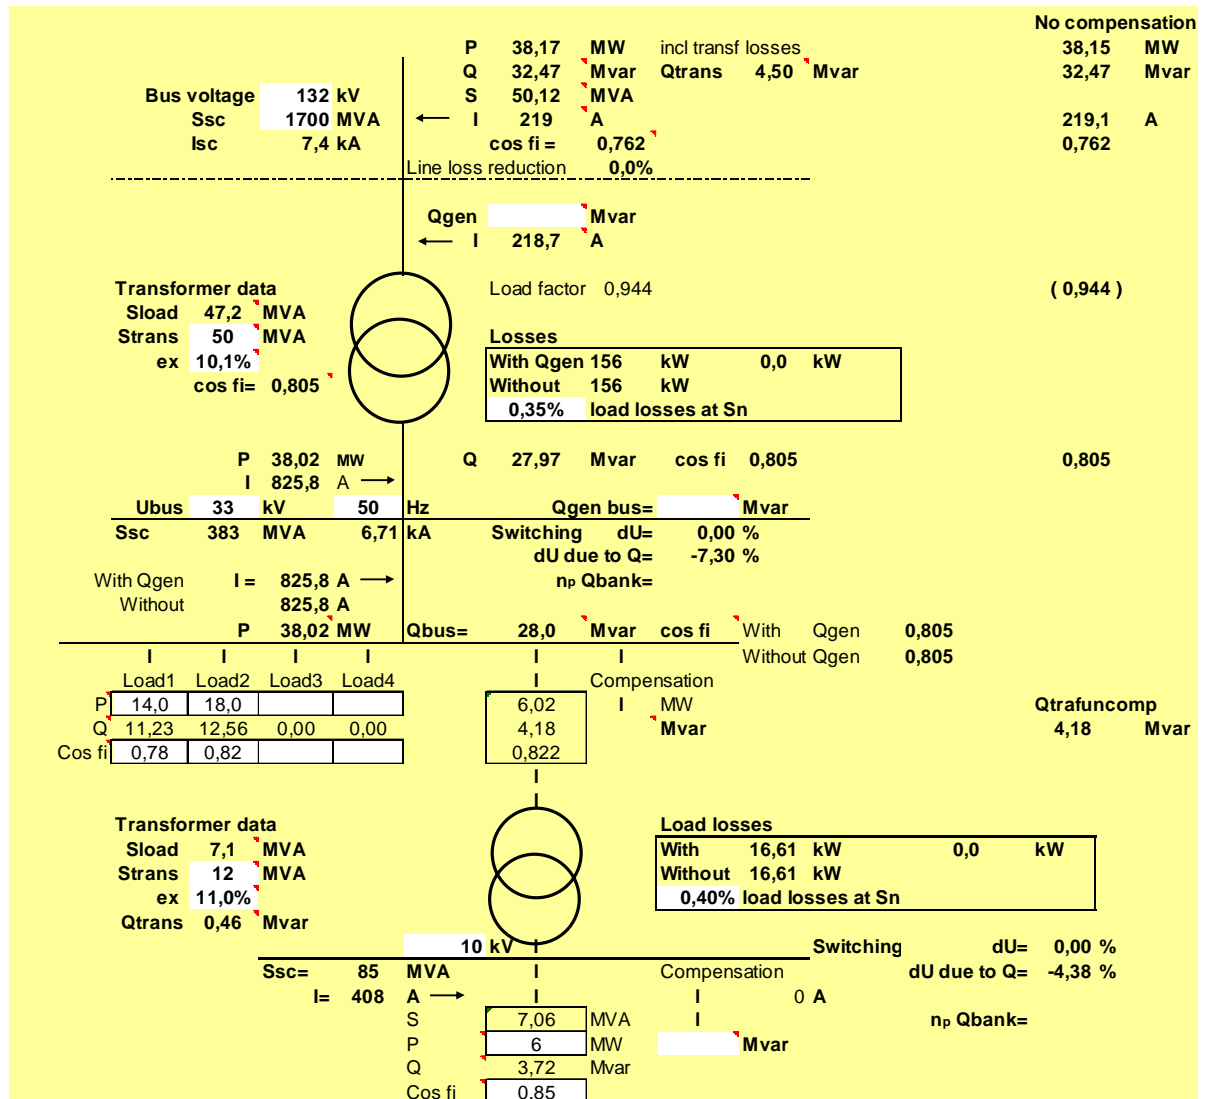 No compensation
P 38,17 MW incl transf losses 38,15 MW
Q 32,47 Mvar Qtrans 4,50 Mvar 32,47 Mvar
Bus voltage 132 kV S 50,12 MVA
Ssc 1700 MVA I 219 A 219,1 A
Isc 7,4 kA cos fi = 0,762 0,762
Line loss reduction 0,0%
Qgen Mvar
I 218,7 A
Transformer data Load factor 0,944 ( 0,944 )
Sload 47,2 MVA
Strans 50 MVA Losses
ex 10,1% With Qgen 156 kW 0,0 kW
cos fi= 0,805 Without 156 kW
0,35% load losses at Sn
P 38,02 MW Q 27,97 Mvar cos fi 0,805 0,805
I 825,8 A
Ubus 33 kV 50 Hz Qgen bus= Mvar
Ssc 383 MVA 6,71 kA Switching dU= 0,00 %
dU due to Q= -7,30 %
With Qgen I = 825,8 A np Qbank=
Without 825,8 A
P 38,02 MW Qbus= 28,0 Mvar cos fi With Qgen 0,805
I I I I I I Without Qgen 0,805
Load1 Load2 Load3 Load4 I Compensation
P 14,0 18,0 6,02 I MW Qtrafuncomp
Q 11,23 12,56 0,00 0,00 4,18 Mvar 4,18 Mvar
Cos fi 0,78 0,82 0,822
I
I
Transformer data Load losses
Sload 7,1 MVA With 16,61 kW 0,0 kW
Strans 12 MVA Without 16,61 kW
ex 11,0% 0,40% load losses at Sn
Qtrans 0,46 Mvar
10 kV I Switching dU= 0,00 %
Ssc= 85 MVA I Compensation dU due to Q= -4,38 %
I= 408 A I I 0 A
S 7,06 MVA I np Qbank=
P 6 MW Mvar
Q 3,72 Mvar
Cos fi 0,85